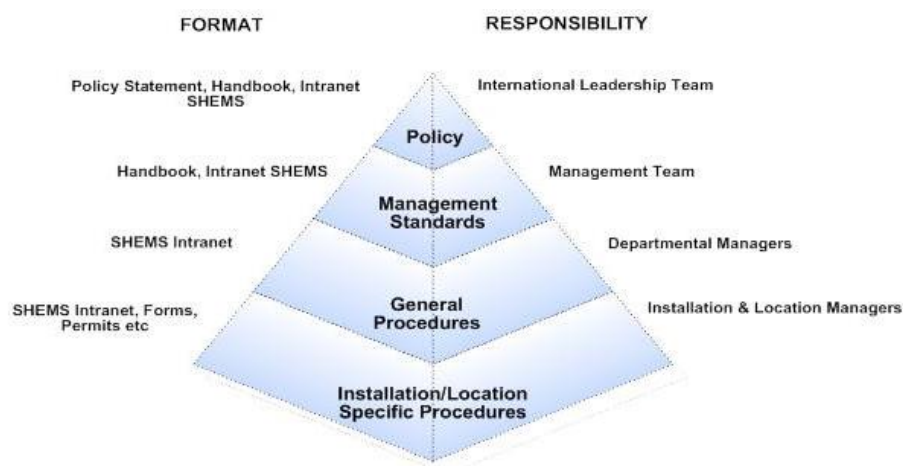 FORMAT
RESPONSIBILITY
Policy Statement, Handbook, Intranet
SHEMS
International Leadership Team
Policy
Handbook, Intranet SHEMS
Management Team
Management
Standards
SHEMS Intranet
Departmental Managers
General
Procedures
SHEMS Intranet, Forms,
Permits etc
Installation & Location Managers
Installation/Location
Specific Procedures